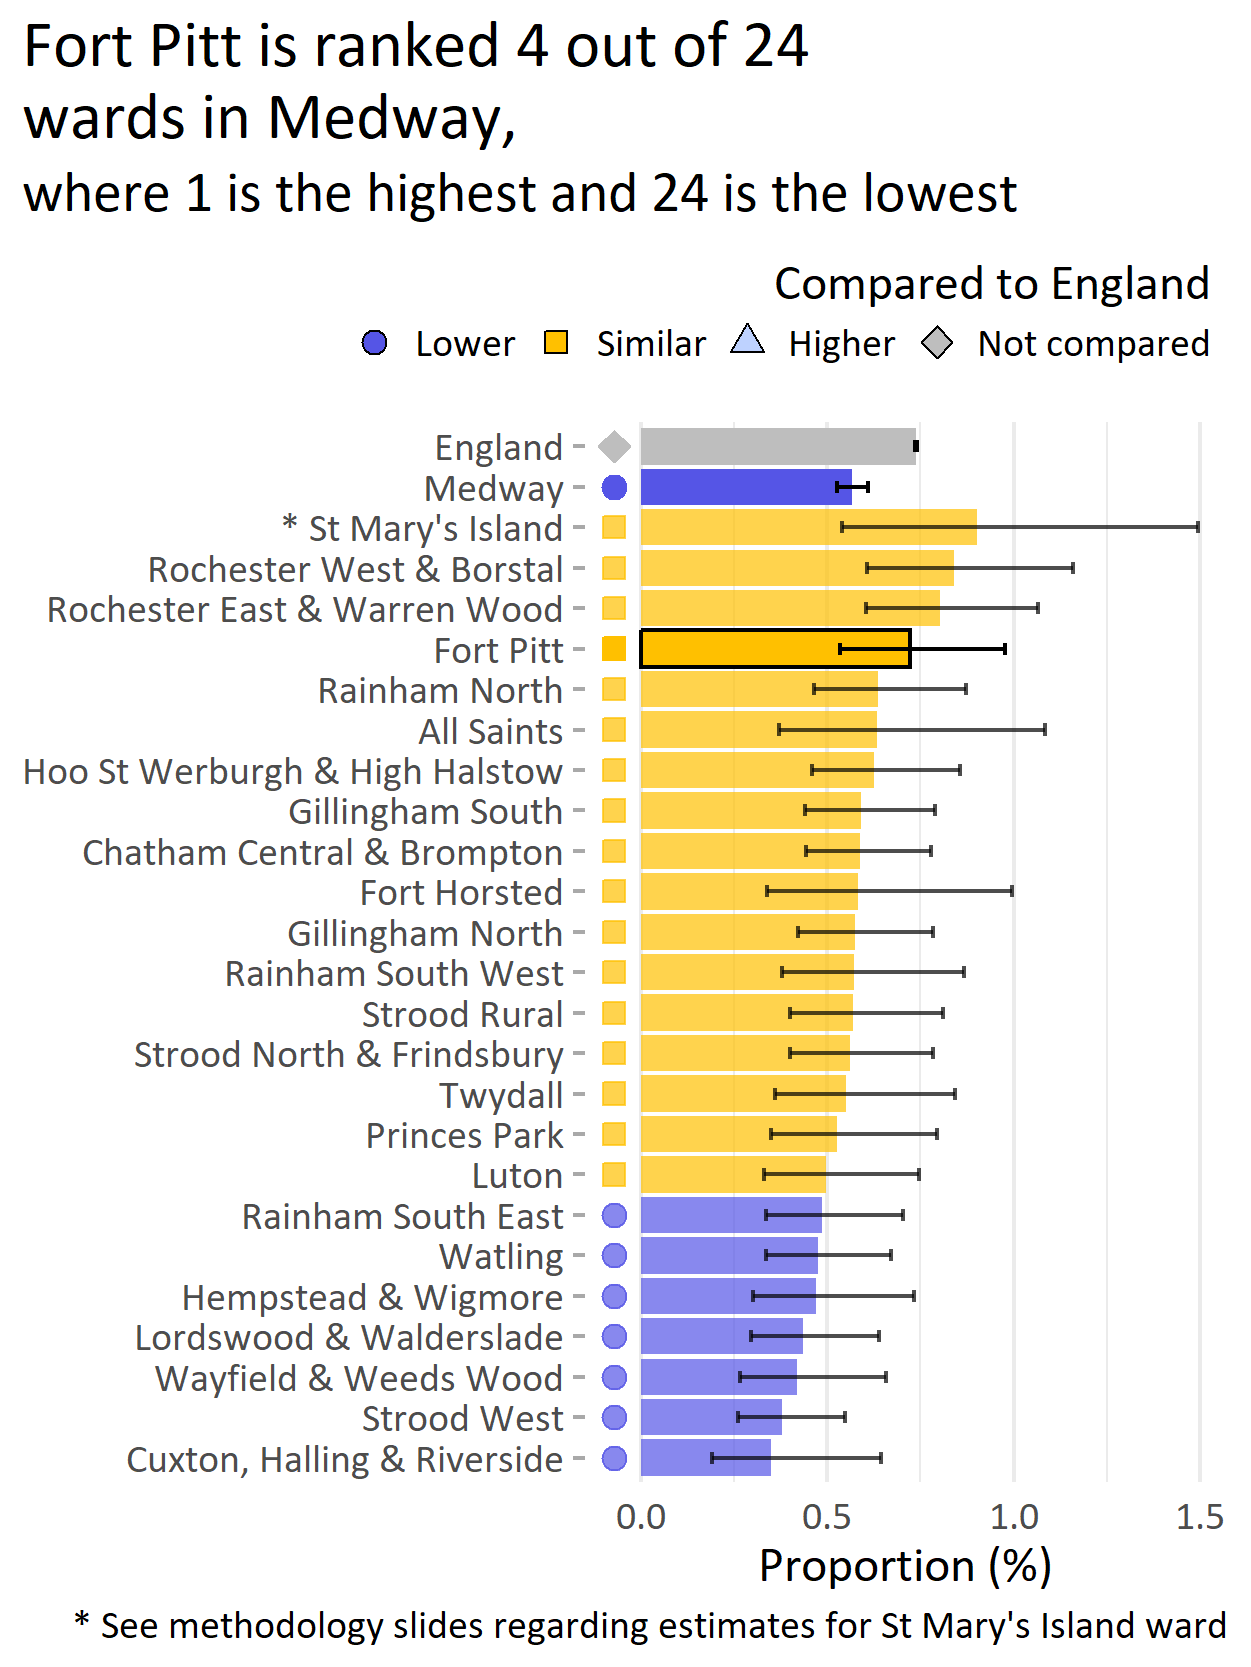 Fort Pitt is ranked 4 out of 24
wards in Medway,
where 1 is the highest and 24 is the lowest
Compared to England
Lower Similar Higher Not compared
England
Medway
* St Mary's Island
Rochester West & Borstal
Rochester East & Warren Wood
Fort Pitt
Rainham North
All Saints
Hoo St Werburgh & High Halstow
Gillingham South
Chatham Central & Brompton
Fort Horsted
Gillingham North
Rainham South West
Strood Rural
Strood North & Frindsbury
Twydall
Princes Park
Luton
Rainham South East
Watling
Hempstead & Wigmore
Lordswood & Walderslade
Wayfield & Weeds Wood
Strood West
Cuxton, Halling & Riverside
0.0 0.5 1.0 1.5
Proportion (%)
* See methodology slides regarding estimates for St Mary's Island ward